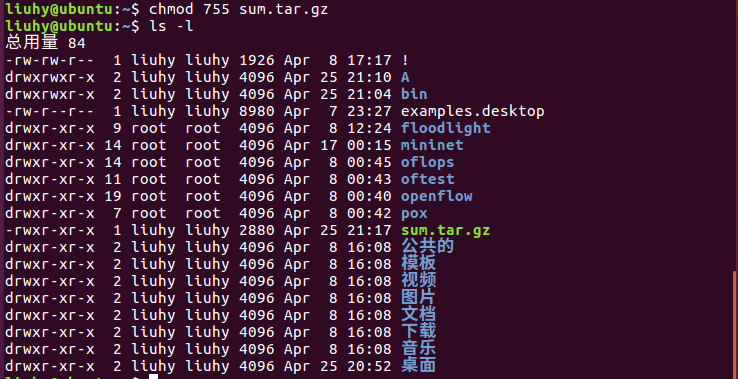 liuhy@ubuntu:~$ chmod 755 sum.tar.gz
liuhy@ubuntu:~$ ls -l
总用量 84
-rw-rw-r--  1 liuhy liuhy 1926 Apr  8 17:17 !
drwxrwxr-x  2 liuhy liuhy 4096 Apr 25 21:10 A
drwxrwxr-x  2 liuhy liuhy 4096 Apr 25 21:04 bin
-rw-r--r--  1 liuhy liuhy 8980 Apr  7 23:27 examples.desktop
drwxr-xr-x  9 root  root  4096 Apr  8 12:24 floodlight
drwxr-xr-x 14 root  root  4096 Apr 17 00:15 mininet
drwxr-xr-x 14 root  root  4096 Apr  8 00:45 oflops
drwxr-xr-x 11 root  root  4096 Apr  8 00:43 oftest
drwxr-xr-x 19 root  root  4096 Apr  8 00:40 openflow
drwxr-xr-x  7 root  root  4096 Apr  8 00:42 pox
-rwxr-xr-x  1 liuhy liuhy 2880 Apr 25 21:17 sum.tar.gz
drwxr-xr-x  2 liuhy liuhy 4096 Apr  8 16:08 公共的
drwxr-xr-x  2 liuhy liuhy 4096 Apr  8 16:08 模板
drwxr-xr-x  2 liuhy liuhy 4096 Apr  8 16:08 视频
drwxr-xr-x  2 liuhy liuhy 4096 Apr  8 16:08 图片
drwxr-xr-x  2 liuhy liuhy 4096 Apr  8 16:08 文档
drwxr-xr-x  2 liuhy liuhy 4096 Apr  8 16:08 下载
drwxr-xr-x  2 liuhy liuhy 4096 Apr  8 16:08 音乐
drwxr-xr-x  2 liuhy liuhy 4096 Apr 25 20:52 桌面
liuhy@ubuntu:~$